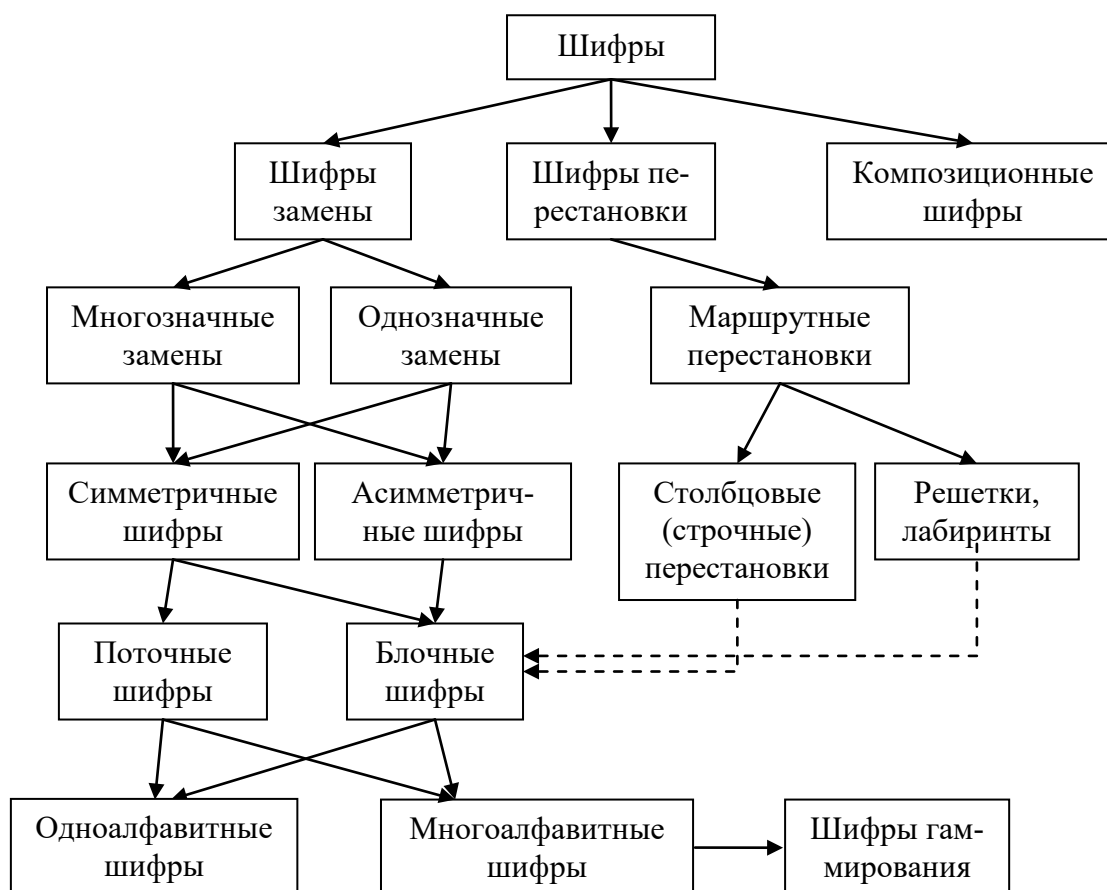 Шифры
Шифры
замены
Шифры пе-
рестановки
Композиционные
шифры
Многозначные
замены
Однозначные
замены
Маршрутные
перестановки
Симметричные
шифры
Асимметрич-
ные шифры
Столбцовые
(строчные)
перестановки
Решетки,
лабиринты
Поточные
шифры
Блочные
шифры
Одноалфавитные
шифры
Многоалфавитные
шифры
Шифры гам-
мирования